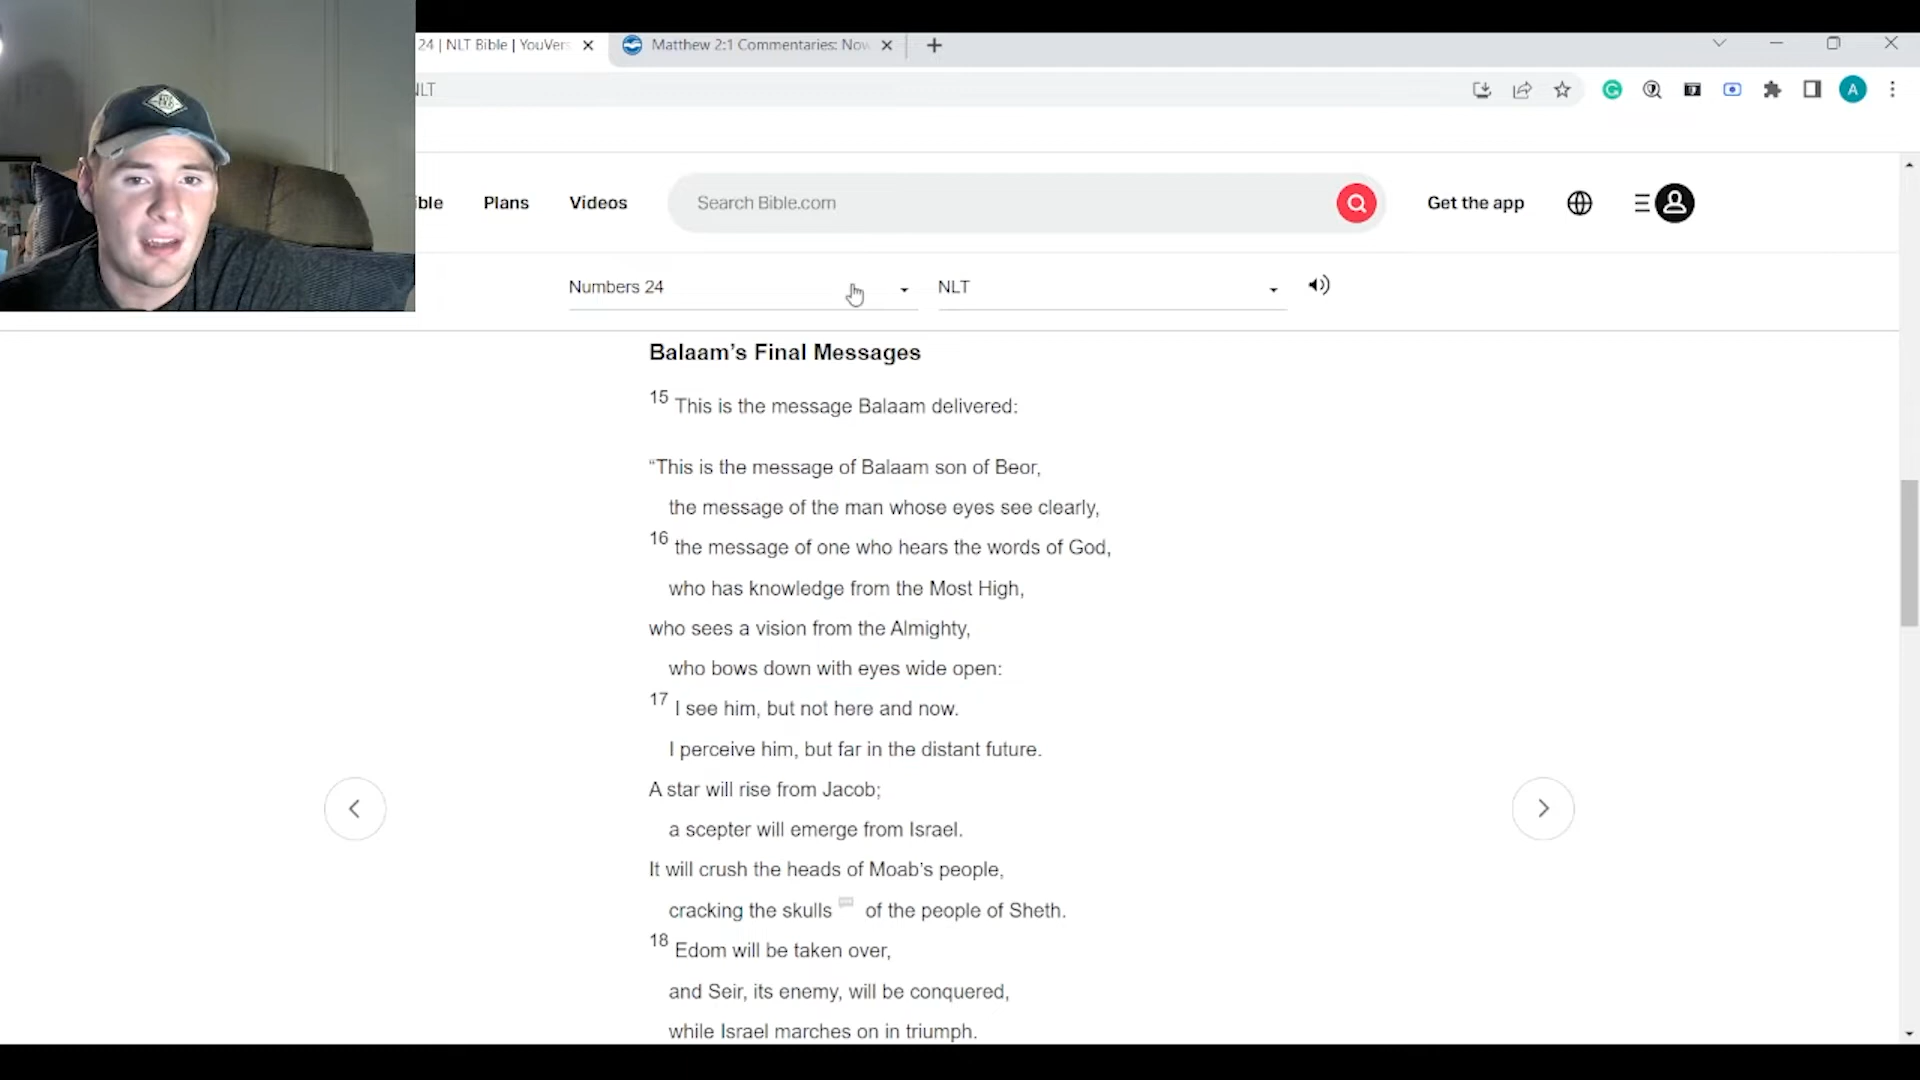 24 | NLT Bible | YouVers
Matthew 2:1 Commentaries: Now
NLT
A
ible
Plans
Videos
Search Bible.com
Get the app
Numbers 24
NLT
Balaam’s Final Messages
15 This is the message Balaam delivered:
“This is the message of Balaam son of Beor,
the message of the man whose eyes see clearly,
16 the message of one who hears the words of God,
who has knowledge from the Most High,
who sees a vision from the Almighty,
who bows down with eyes wide open:
17 I see him, but not here and now.
I perceive him, but far in the distant future.
A star will rise from Jacob;
a scepter will emerge from Israel.
It will crush the heads of Moab’s people,
cracking the skulls of the people of Sheth.
18 Edom will be taken over,
and Seir, its enemy, will be conquered,
while Israel marches on in triumph.